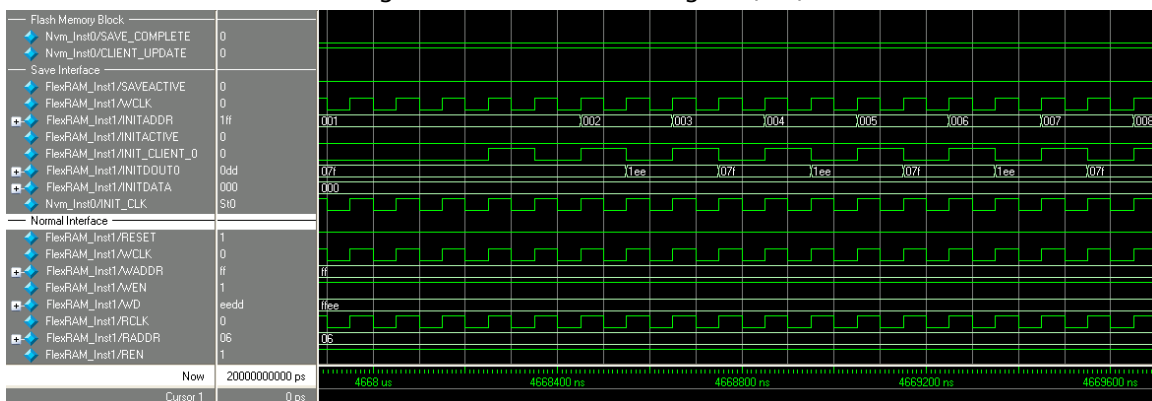 Flash Memory Block
Nvm_Inst0/SAVE_COMPLETE 0
Nvm_Inst0/CLIENT_UPDATE 0
Save Interface
FlexRAM_Inst1/SAVEACTIVE 0
FlexRAM_Inst1/WCLK 0
FlexRAM_Inst1/INITADDR 1ff 001 002 003 004 005 006 007 008
FlexRAM_Inst1/INITACTIVE 0
FlexRAM_Inst1/INIT_CLIENT_0 0
FlexRAM_Inst1/INITDOUT0 0dd 07f 1ee 07f 1ee 07f 1ee 07f
FlexRAM_Inst1/INITDATA 000 000
Nvm_Inst0/INIT_CLK St0
Normal Interface
FlexRAM_Inst1/RESET 1
FlexRAM_Inst1/WCLK 0
FlexRAM_Inst1/WADDR ff ff
FlexRAM_Inst1/WEN 1
FlexRAM_Inst1/WD eedd ffee
FlexRAM_Inst1/RCLK 0
FlexRAM_Inst1/RADDR 06 06
FlexRAM_Inst1/REN 1
Now 20000000000 ps 4668 us 4668400 ns 4668800 ns 4669200 ns 4669600 ns
Cursor 1 0 ps